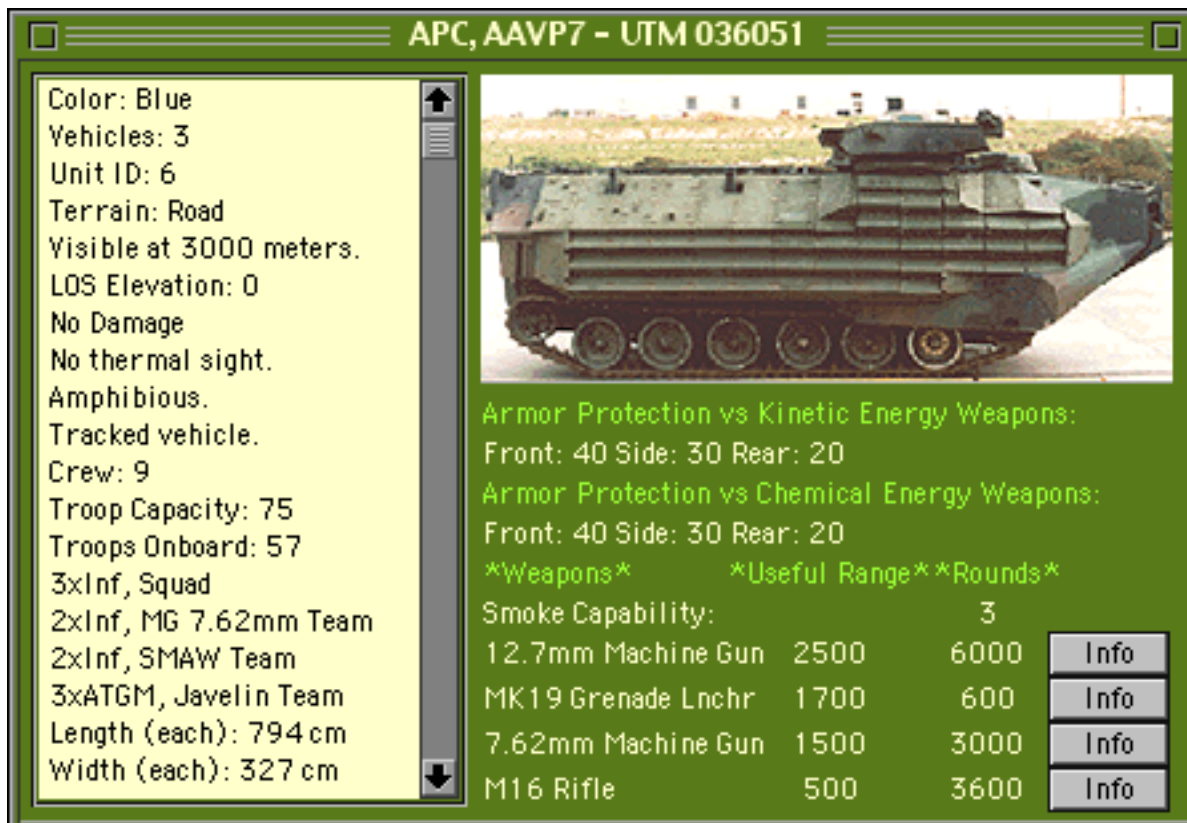 APC, AAVP7 - UTM 036051
Color: Blue
Vehicles: 3
Unit ID: 6
Terrain: Road
Visible at 3000 meters.
LOS Elevation: 0
No Damage
No thermal sight.
Amphibious.
Tracked vehicle.
Crew: 9
Troop Capacity: 75
Troops Onboard: 57
3xInf, Squad
2xInf, MG 7.62mm Team
2xInf, SMAW Team
3xATGM, Javelin Team
Length (each): 794 cm
Width (each): 327 cm
Armor Protection vs Kinetic Energy Weapons:
Front: 40 Side: 30 Rear: 20
Armor Protection vs Chemical Energy Weapons:
Front: 40 Side: 30 Rear: 20
*Weapons* *Useful Range* *Rounds*
Smoke Capability: 3
12.7mm Machine Gun 2500 6000 Info
MK19 Grenade Lnchr 1700 600 Info
7.62mm Machine Gun 1500 3000 Info
M16 Rifle 500 3600 Info